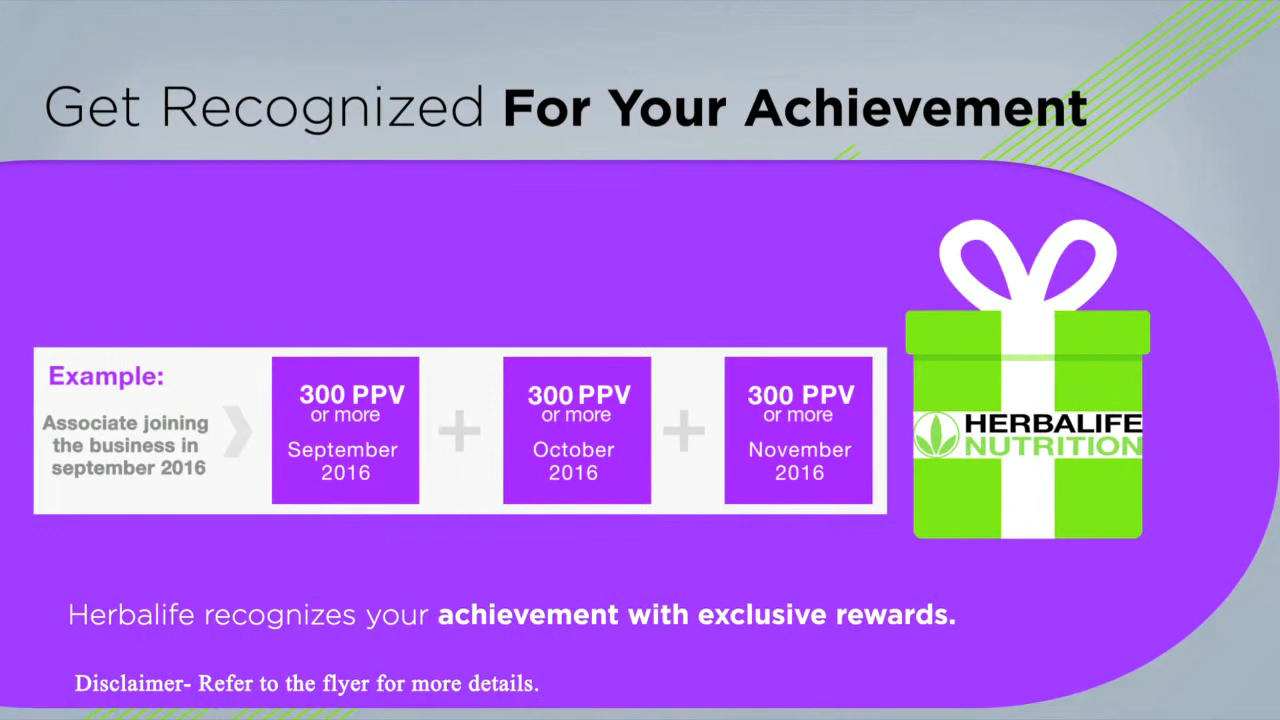 Get Recognized For Your Achievement
Example:
Associate joining
the business in
september 2016
300 PPV
or more
September
2016
300 PPV
or more
October
2016
300 PPV
or more
November
2016
HERBALIFE
NUTRITION
Herbalife recognizes your achievement with exclusive rewards.
Disclaimer- Refer to the flyer for more details.